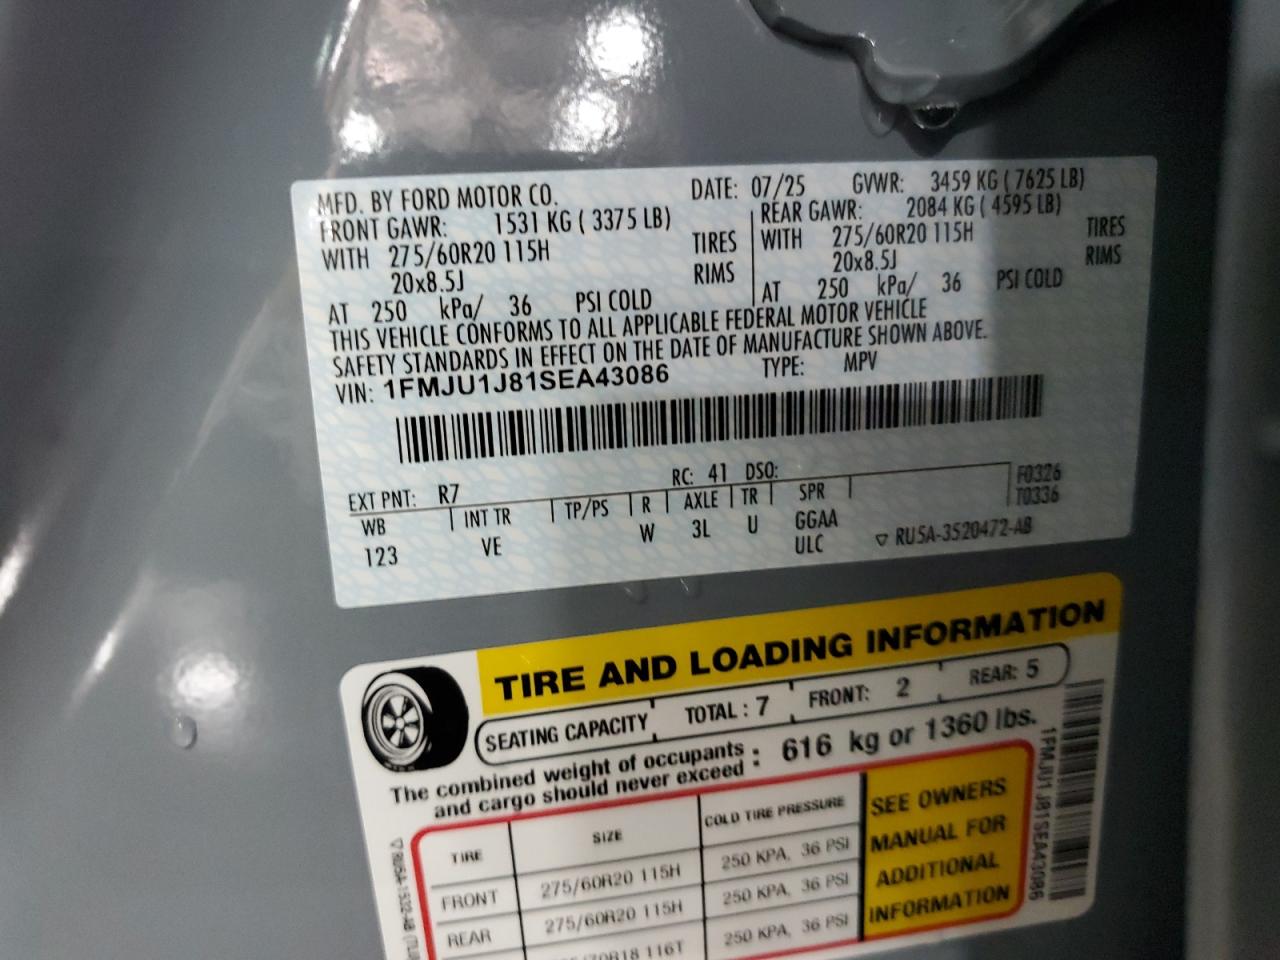 MFD. BY FORD MOTOR CO. DATE: 07/25 GVWR: 3459 KG ( 7625 LB)
FRONT GAWR: 1531 KG ( 3375 LB) REAR GAWR: 2084 KG ( 4595 LB)
WITH 275/60R20 115H TIRES WITH 275/60R20 115H TIRES
20x8.5J RIMS 20x8.5J RIMS
AT 250 kPa/ 36 PSI COLD AT 250 kPa/ 36 PSI COLD
THIS VEHICLE CONFORMS TO ALL APPLICABLE FEDERAL MOTOR VEHICLE
SAFETY STANDARDS IN EFFECT ON THE DATE OF MANUFACTURE SHOWN ABOVE.
VIN: 1FMJU1J81SEA43086 TYPE: MPV
EXT PNT: R7 RC: 41 DSO: F0326
WB INT TR TP/PS R AXLE TR SPR T0336
123 VE W 3L U GGAA
ULC ▽ RU5A-3520472-AB
TIRE AND LOADING INFORMATION
SEATING CAPACITY TOTAL : 7 FRONT: 2 REAR: 5
The combined weight of occupants
and cargo should never exceed : 616 kg or 1360 lbs.
TIRE SIZE COLD TIRE PRESSURE
FRONT 275/60R20 115H 250 KPA, 36 PSI
REAR 275/60R20 115H 250 KPA, 36 PSI
70R18 116T 250 KPA, 36 PSI
SEE OWNERS
MANUAL FOR
ADDITIONAL
INFORMATION
1FMJU1J81SEA43086
▽ RU5A-1532-AB